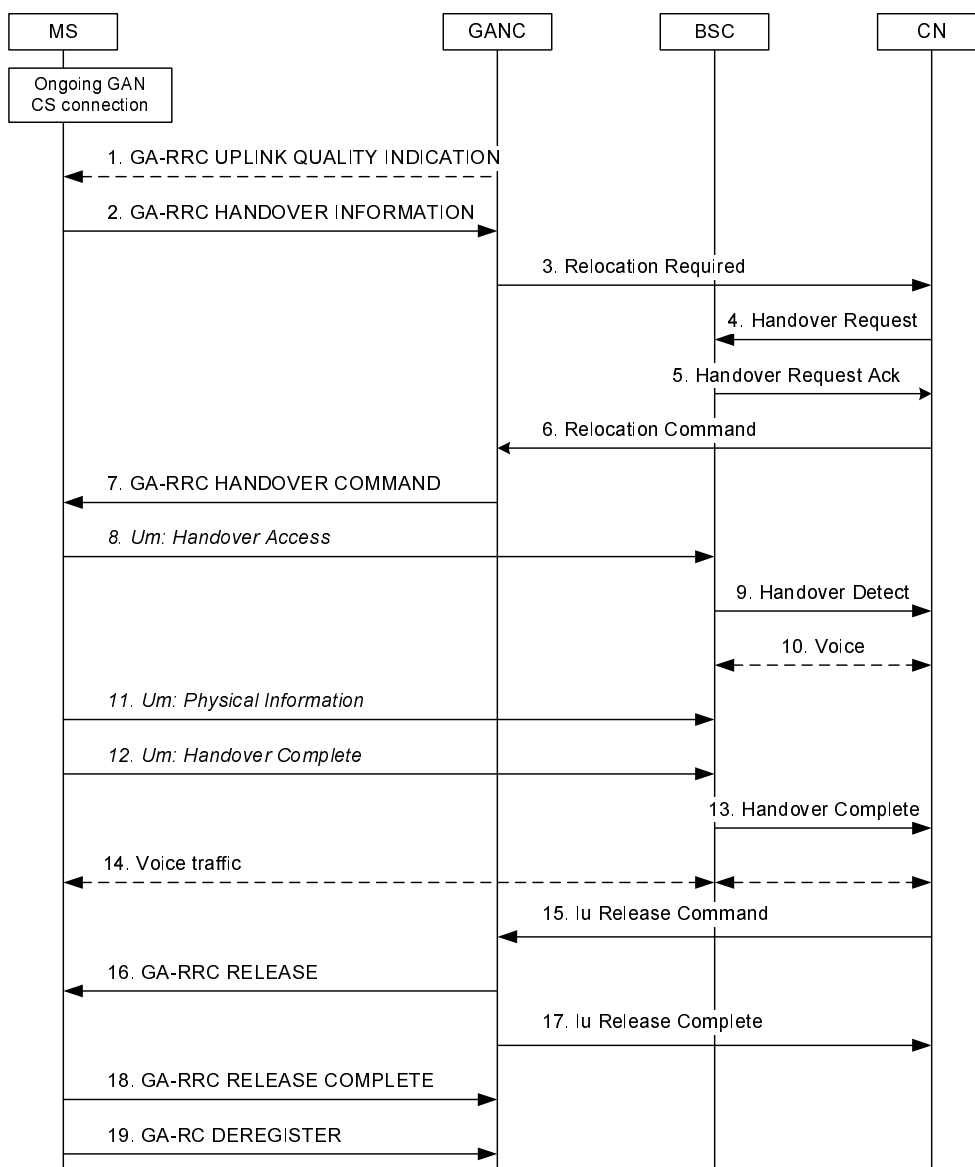 MS
GANC
BSC
CN
Ongoing GAN
CS connection
1. GA-RRC UPLINK QUALITY INDICATION
2. GA-RRC HANDOVER INFORMATION
3. Relocation Required
4. Handover Request
5. Handover Request Ack
6. Relocation Command
7. GA-RRC HANDOVER COMMAND
8. Um: Handover Access
9. Handover Detect
10. Voice
11. Um: Physical Information
12. Um: Handover Complete
13. Handover Complete
14. Voice traffic
15. Iu Release Command
16. GA-RRC RELEASE
17. Iu Release Complete
18. GA-RRC RELEASE COMPLETE
19. GA-RC DEREGISTER